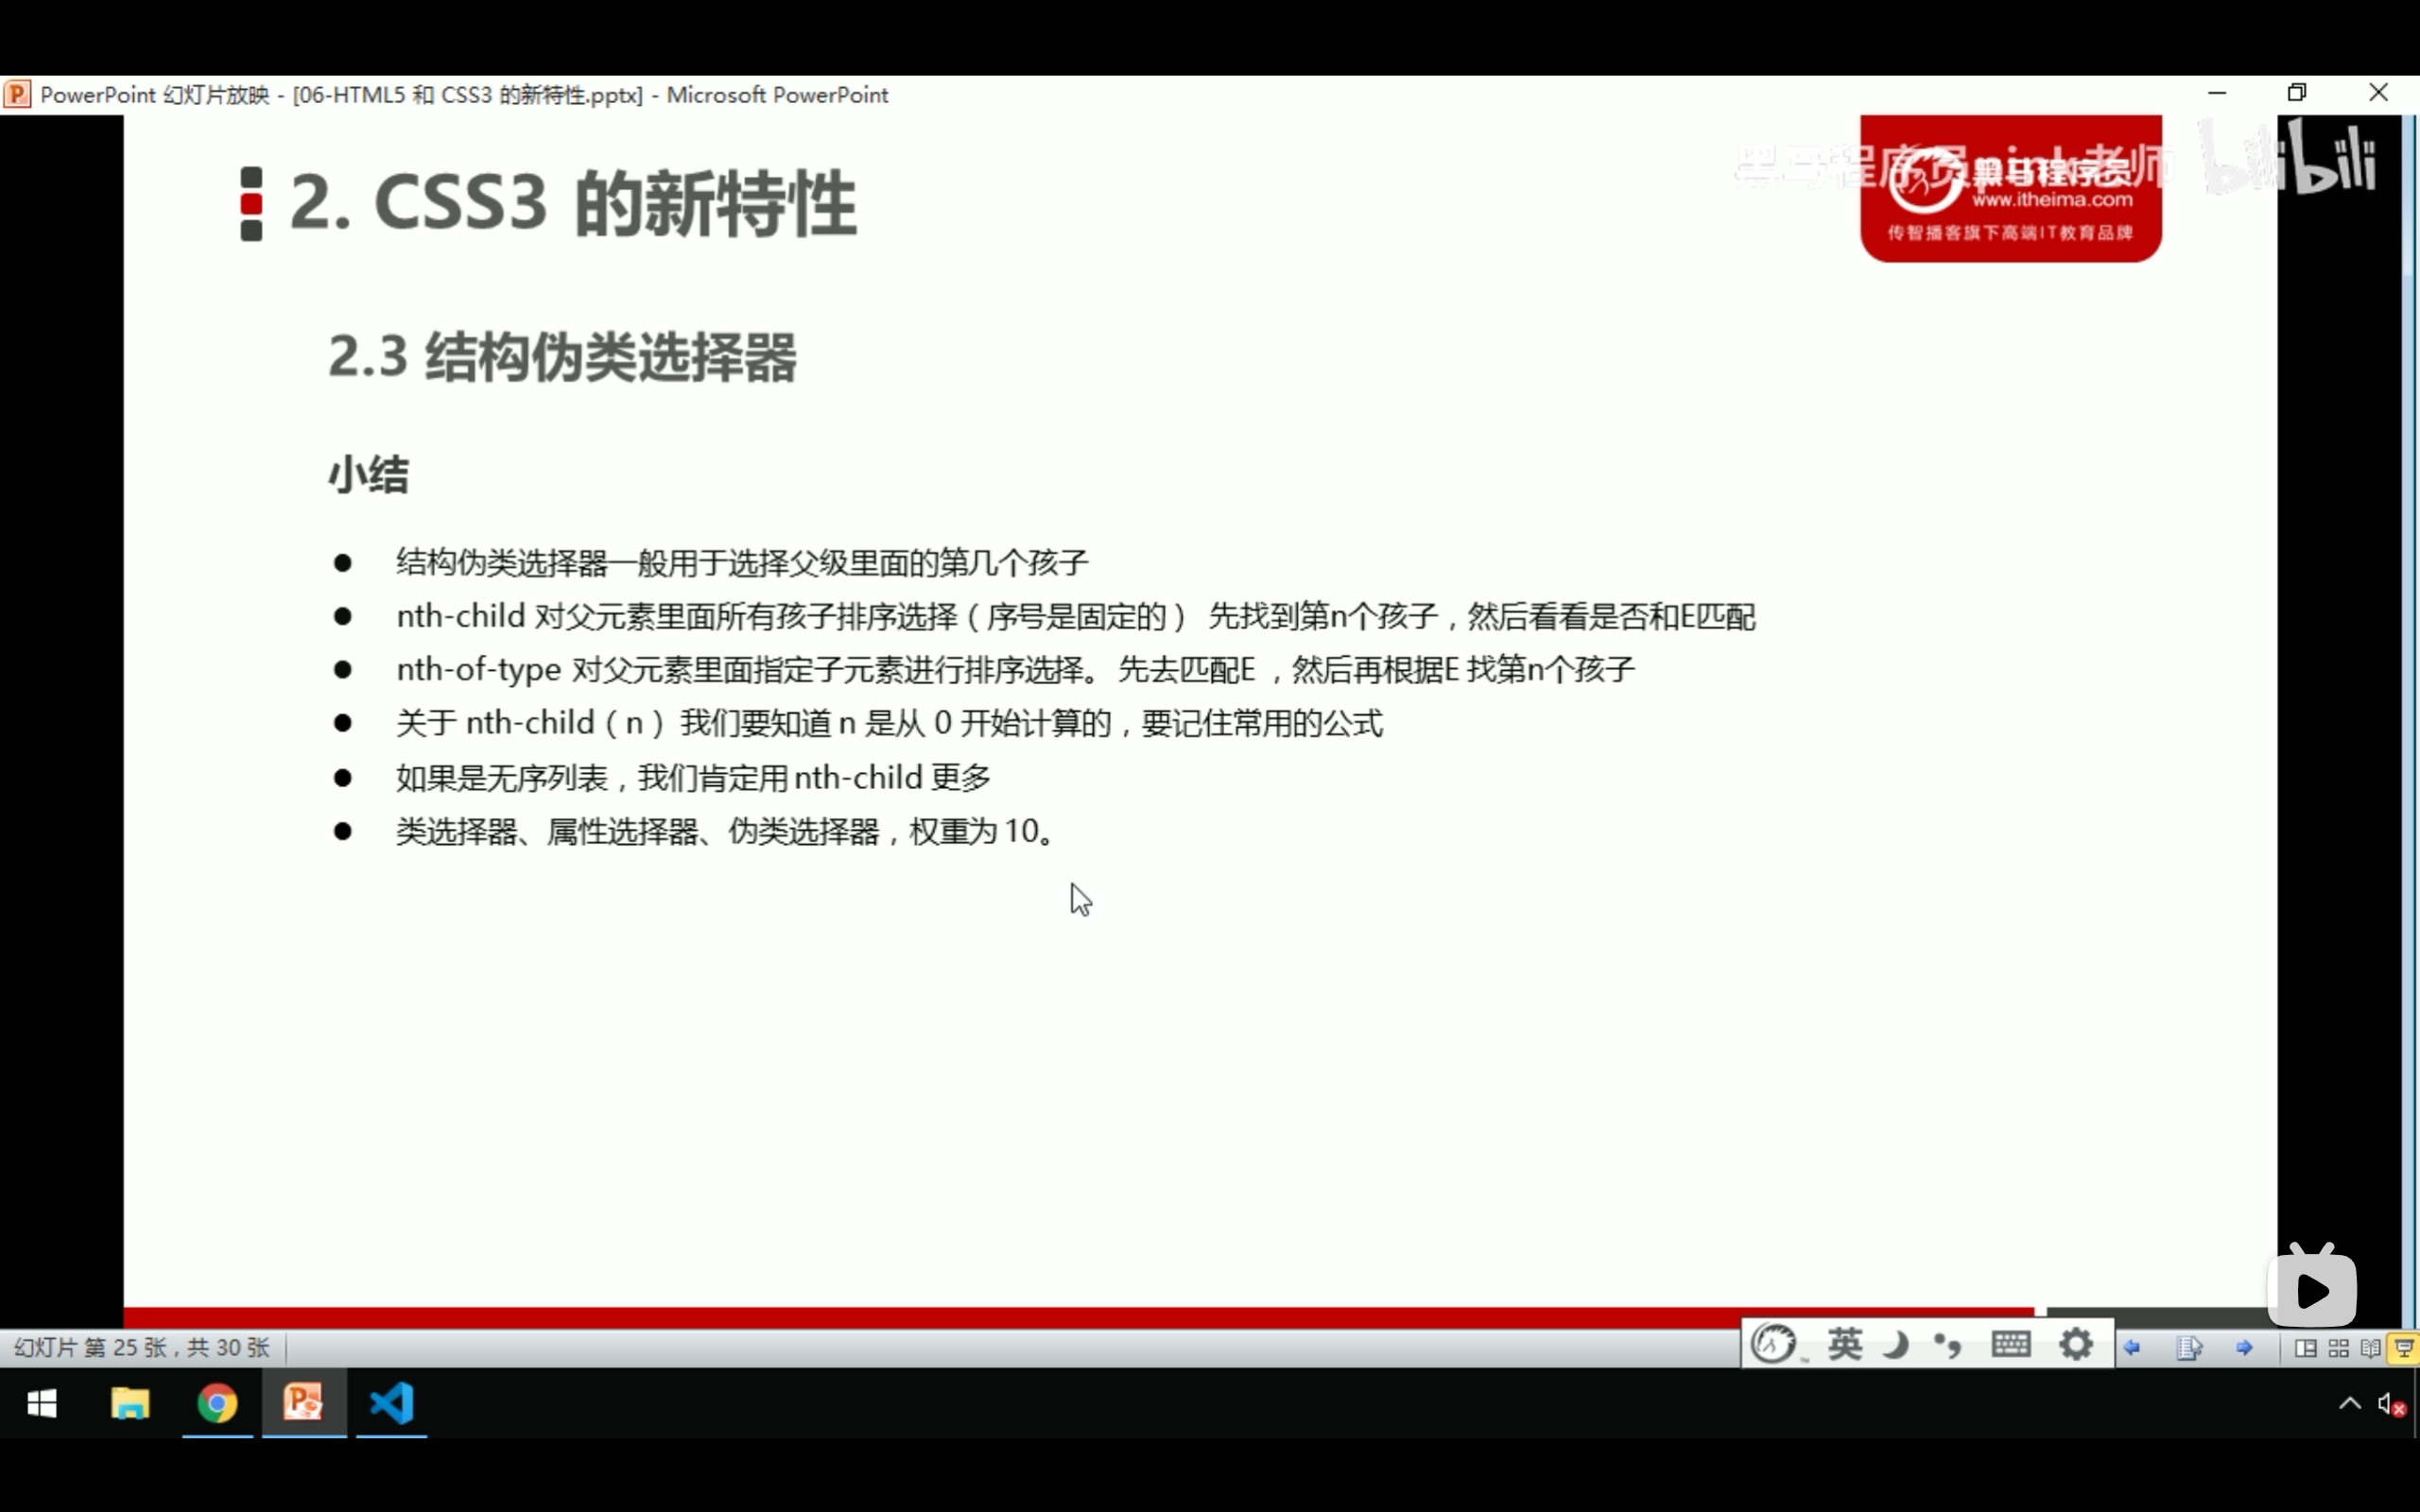 PowerPoint 幻灯片放映 - [06-HTML5 和 CSS3 的新特性.pptx] - Microsoft PowerPoint
2. CSS3 的新特性
黑马程序员pink老师
bilibili
黑马程序员
www.itheima.com
传智播客旗下高端IT教育品牌
2.3 结构伪类选择器
小结
● 结构伪类选择器一般用于选择父级里面的第几个孩子
● nth-child 对父元素里面所有孩子排序选择（序号是固定的） 先找到第n个孩子，然后看看是否和E匹配
● nth-of-type 对父元素里面指定子元素进行排序选择。 先去匹配E ，然后再根据E 找第n个孩子
● 关于 nth-child（n） 我们要知道 n 是从 0 开始计算的，要记住常用的公式
● 如果是无序列表，我们肯定用 nth-child 更多
● 类选择器、属性选择器、伪类选择器，权重为 10。
幻灯片 第 25 张，共 30 张
英